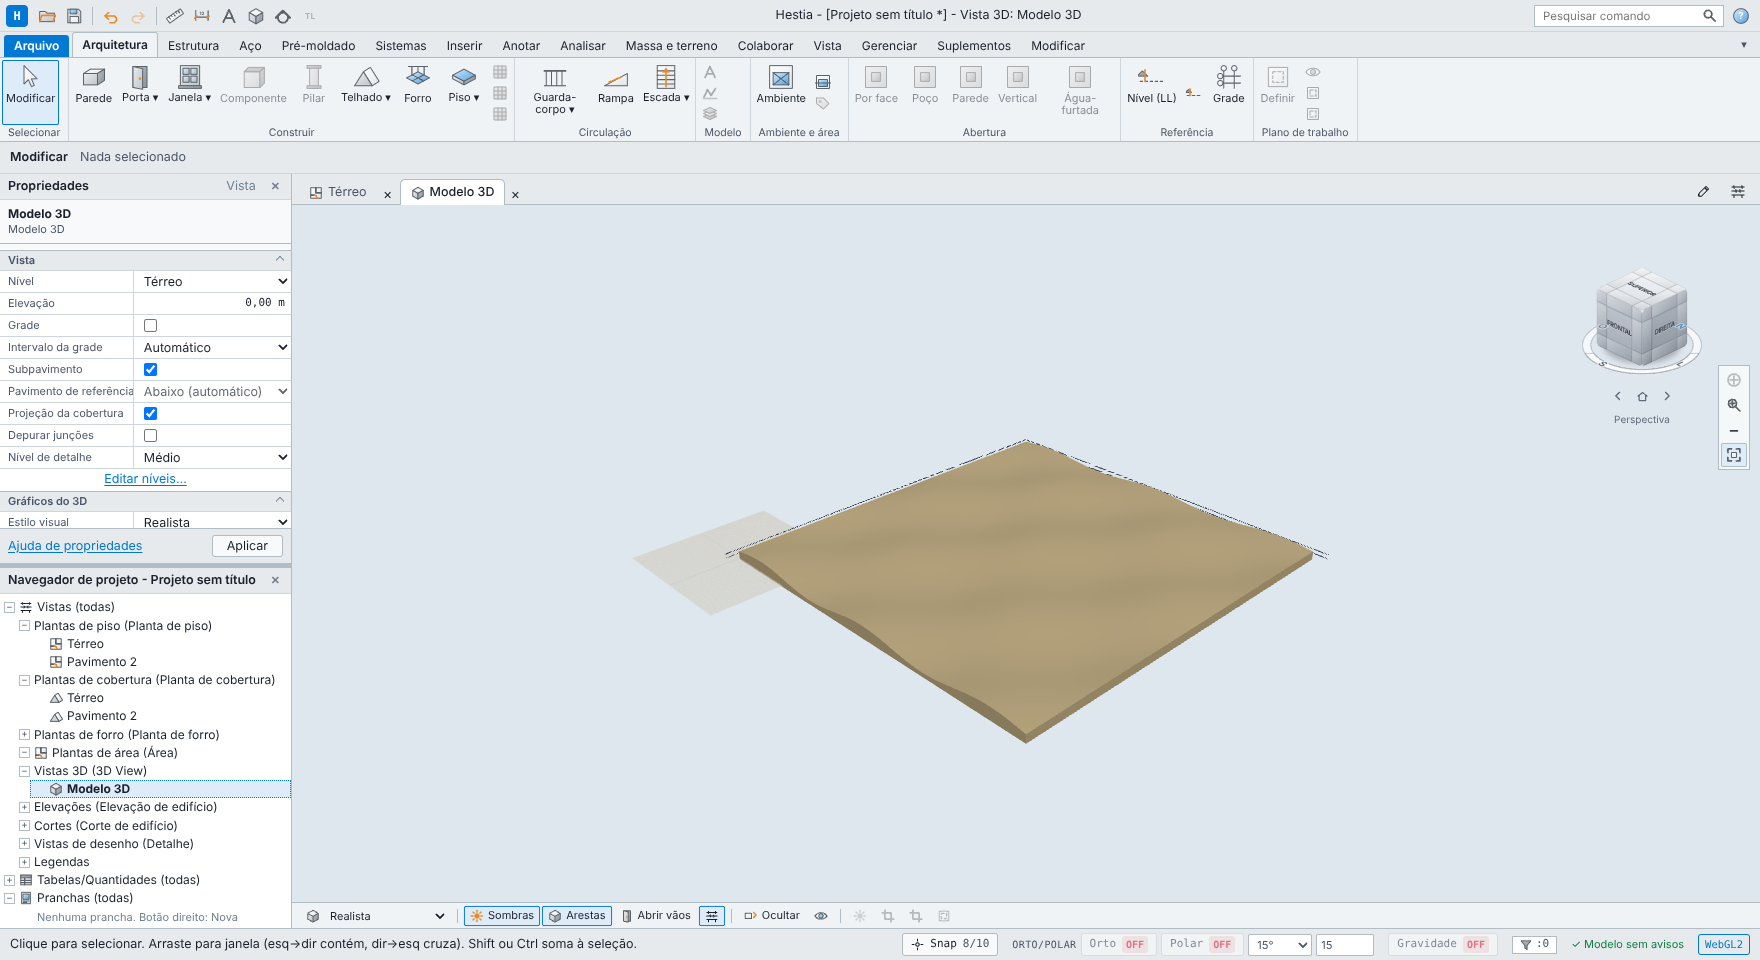 H
TL
Hestia - [Projeto sem título *] - Vista 3D: Modelo 3D
Pesquisar comando
?
Arquivo
Arquitetura
Estrutura
Aço
Pré-moldado
Sistemas
Inserir
Anotar
Analisar
Massa e terreno
Colaborar
Vista
Gerenciar
Suplementos
Modificar
Modificar
Parede
Porta ▾
Janela ▾
Componente
Pilar
Telhado ▾
Forro
Piso ▾
Guarda-
corpo ▾
Rampa
Escada ▾
Ambiente
Por face
Poço
Parede
Vertical
Água-
furtada
Nível (LL)
Grade
Definir
Selecionar
Construir
Circulação
Modelo
Ambiente e área
Abertura
Referência
Plano de trabalho
Modificar Nada selecionado
Propriedades
Vista ×
Térreo ×
Modelo 3D ×
Modelo 3D
Modelo 3D
Vista
Nível Térreo
Elevação 0,00 m
Grade
Intervalo da grade Automático
Subpavimento
Pavimento de referência Abaixo (automático)
Projeção da cobertura
Depurar junções
Nível de detalhe Médio
Editar níveis...
Gráficos do 3D
Estilo visual Realista
Ajuda de propriedades
Aplicar
SUPERIOR
FRONTAL
DIREITA
Perspectiva
Navegador de projeto - Projeto sem título ×
Vistas (todas)
Plantas de piso (Planta de piso)
Térreo
Pavimento 2
Plantas de cobertura (Planta de cobertura)
Térreo
Pavimento 2
Plantas de forro (Planta de forro)
Plantas de área (Área)
Vistas 3D (3D View)
Modelo 3D
Elevações (Elevação de edifício)
Cortes (Corte de edifício)
Vistas de desenho (Detalhe)
Legendas
Tabelas/Quantidades (todas)
Pranchas (todas)
Nenhuma prancha. Botão direito: Nova
Realista
Sombras
Arestas
Abrir vãos
Ocultar
Clique para selecionar. Arraste para janela (esq→dir contém, dir→esq cruza). Shift ou Ctrl soma à seleção.
Snap 8/10
ORTO/POLAR
Orto OFF
Polar OFF
15°
15
Gravidade OFF
:0
✓ Modelo sem avisos
WebGL2